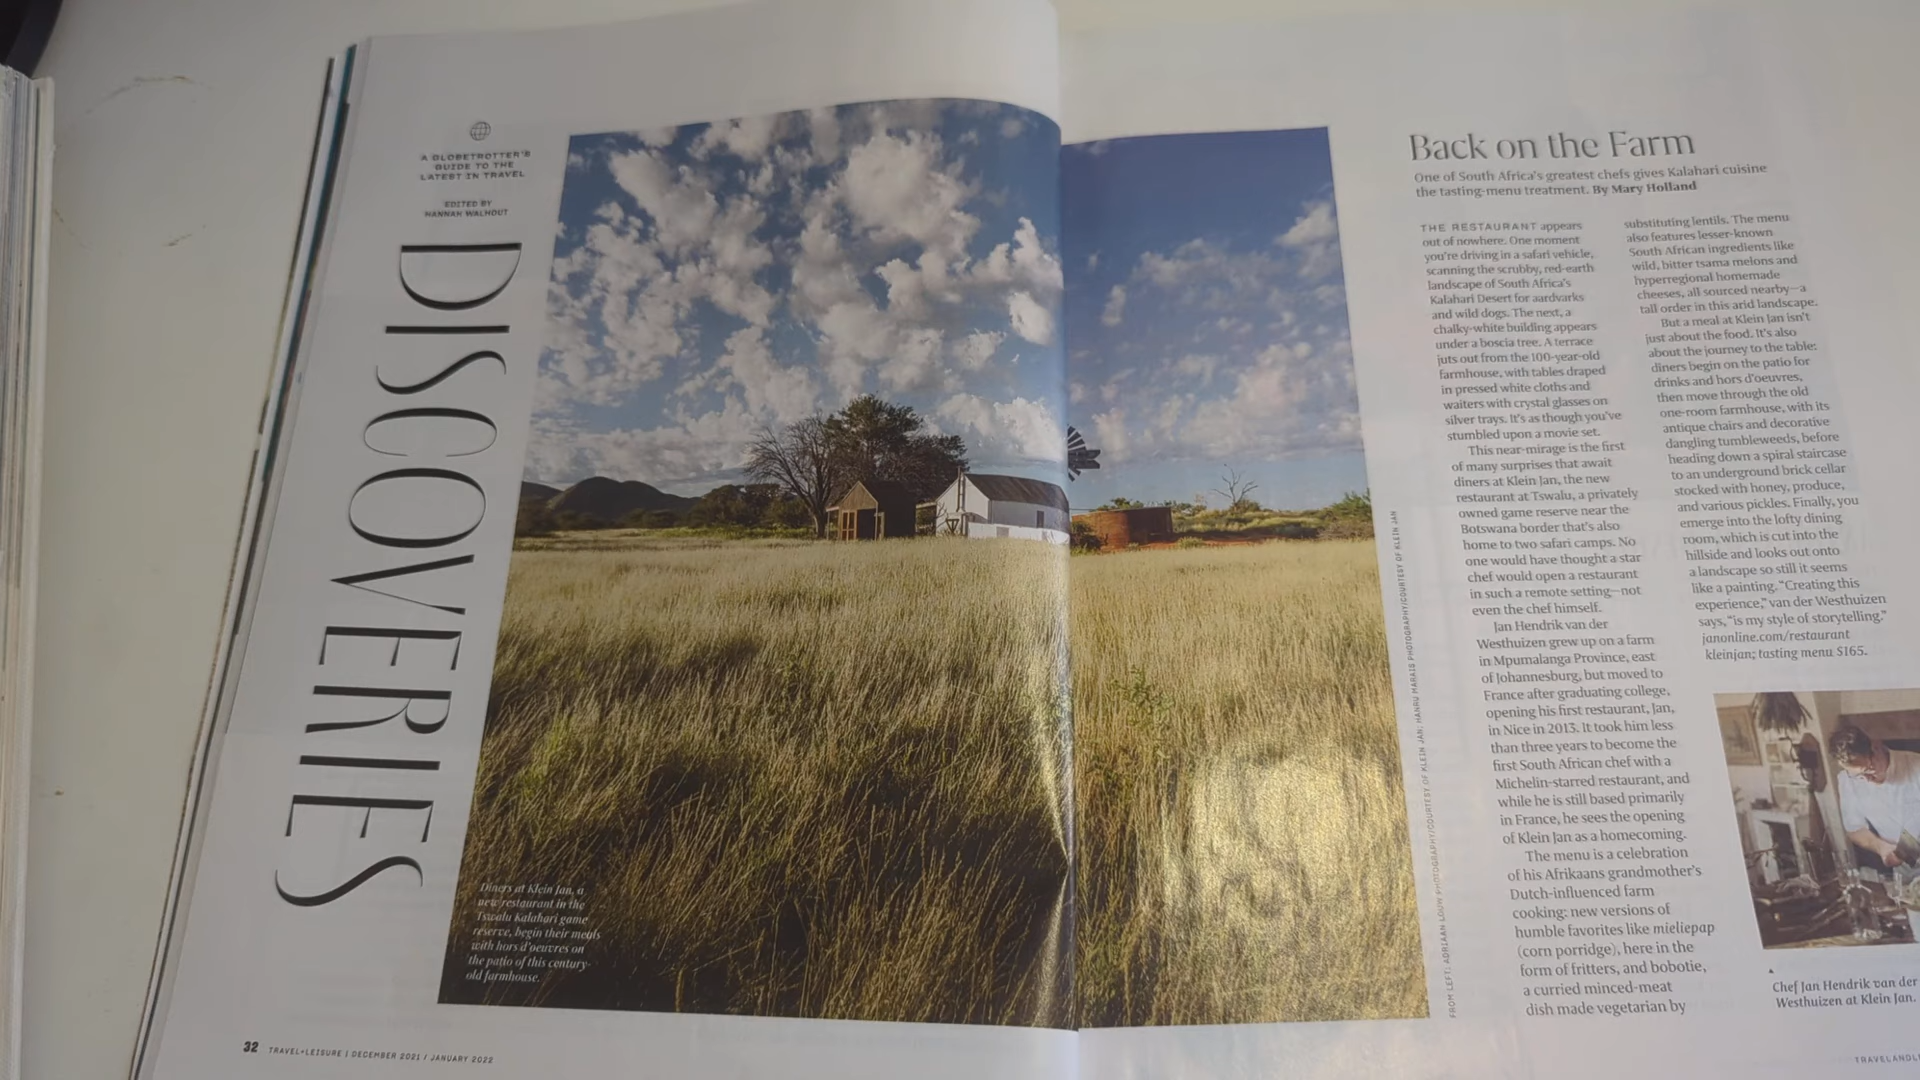 A GLOBETROTTER'S
GUIDE TO THE
LATEST IN TRAVEL
EDITED BY
HANNAH WALHOUT
DISCOVERIES
Diners at Klein Jan, a
new restaurant in the
Tswalu Kalahari game
reserve, begin their meals
with hors d'oeuvres on
the patio of this century-
old farmhouse.
32 TRAVEL+LEISURE | DECEMBER 2021 / JANUARY 2022
FROM LEFT: ADRIAAN LOUW PHOTOGRAPHY/COURTESY OF KLEIN JAN; HANRU MARAIS PHOTOGRAPHY/COURTESY OF KLEIN JAN
Back on the Farm
One of South Africa's greatest chefs gives Kalahari cuisine
the tasting-menu treatment. By Mary Holland
THE RESTAURANT appears
out of nowhere. One moment
you're driving in a safari vehicle,
scanning the scrubby, red-earth
landscape of South Africa's
Kalahari Desert for aardvarks
and wild dogs. The next, a
chalky-white building appears
under a boscia tree. A terrace
juts out from the 100-year-old
farmhouse, with tables draped
in pressed white cloths and
waiters with crystal glasses on
silver trays. It's as though you've
stumbled upon a movie set.
This near-mirage is the first
of many surprises that await
diners at Klein Jan, the new
restaurant at Tswalu, a privately
owned game reserve near the
Botswana border that's also
home to two safari camps. No
one would have thought a star
chef would open a restaurant
in such a remote setting—not
even the chef himself.
Jan Hendrik van der
Westhuizen grew up on a farm
in Mpumalanga Province, east
of Johannesburg, but moved to
France after graduating college,
opening his first restaurant, Jan,
in Nice in 2013. It took him less
than three years to become the
first South African chef with a
Michelin-starred restaurant, and
while he is still based primarily
in France, he sees the opening
of Klein Jan as a homecoming.
The menu is a celebration
of his Afrikaans grandmother's
Dutch-influenced farm
cooking: new versions of
humble favorites like mieliepap
(corn porridge), here in the
form of fritters, and bobotie,
a curried minced-meat
dish made vegetarian by
substituting lentils. The menu
also features lesser-known
South African ingredients like
wild, bitter tsama melons and
hyperregional homemade
cheeses, all sourced nearby—a
tall order in this arid landscape.
But a meal at Klein Jan isn't
just about the food. It's also
about the journey to the table:
diners begin on the patio for
drinks and hors d'oeuvres,
then move through the old
one-room farmhouse, with its
antique chairs and decorative
dangling tumbleweeds, before
heading down a spiral staircase
to an underground brick cellar
stocked with honey, produce,
and various pickles. Finally, you
emerge into the lofty dining
room, which is cut into the
hillside and looks out onto
a landscape so still it seems
like a painting. "Creating this
experience," van der Westhuizen
says, "is my style of storytelling."
janonline.com/restaurant
kleinjan; tasting menu $165.
Chef Jan Hendrik van der
Westhuizen at Klein Jan.